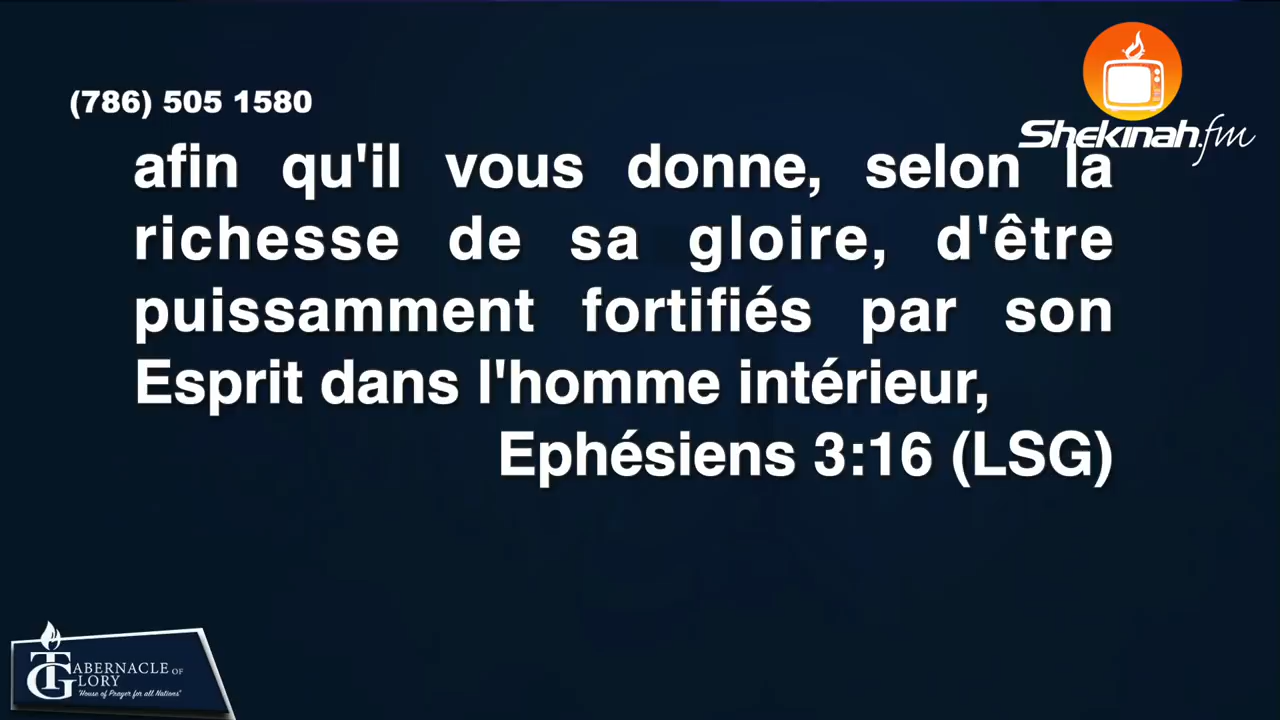 (786) 505 1580
Shekinah.fm
afin qu'il vous donne, selon la
richesse de sa gloire, d'être
puissamment fortifiés par son
Esprit dans l'homme intérieur,
Ephésiens 3:16 (LSG)
TABERNACLE OF
GLORY
"House of Prayer for all Nations"